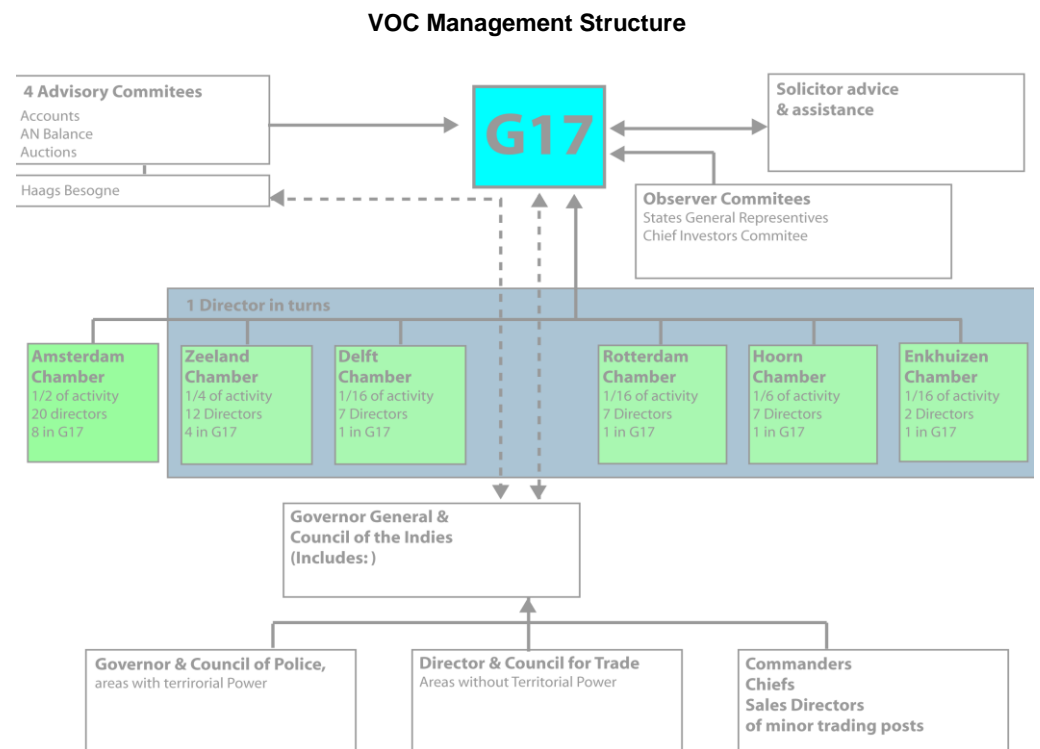 VOC Management Structure
4 Advisory Commitees
Accounts
AN Balance
Auctions
Haags Besogne
G17
Solicitor advice
& assistance
Observer Commitees
States General Representives
Chief Investors Commitee
1 Director in turns
Amsterdam
Chamber
1/2 of activity
20 directors
8 in G17
Zeeland
Chamber
1/4 of activity
12 Directors
4 in G17
Delft
Chamber
1/16 of activity
7 Directors
1 in G17
Rotterdam
Chamber
1/16 of activity
7 Directors
1 in G17
Hoorn
Chamber
1/6 of activity
7 Directors
1 in G17
Enkhuizen
Chamber
1/16 of activity
2 Directors
1 in G17
Governor General &
Council of the Indies
(Includes: )
Governor & Council of Police,
areas with terrirorial Power
Director & Council for Trade
Areas without Territorial Power
Commanders
Chiefs
Sales Directors
of minor trading posts